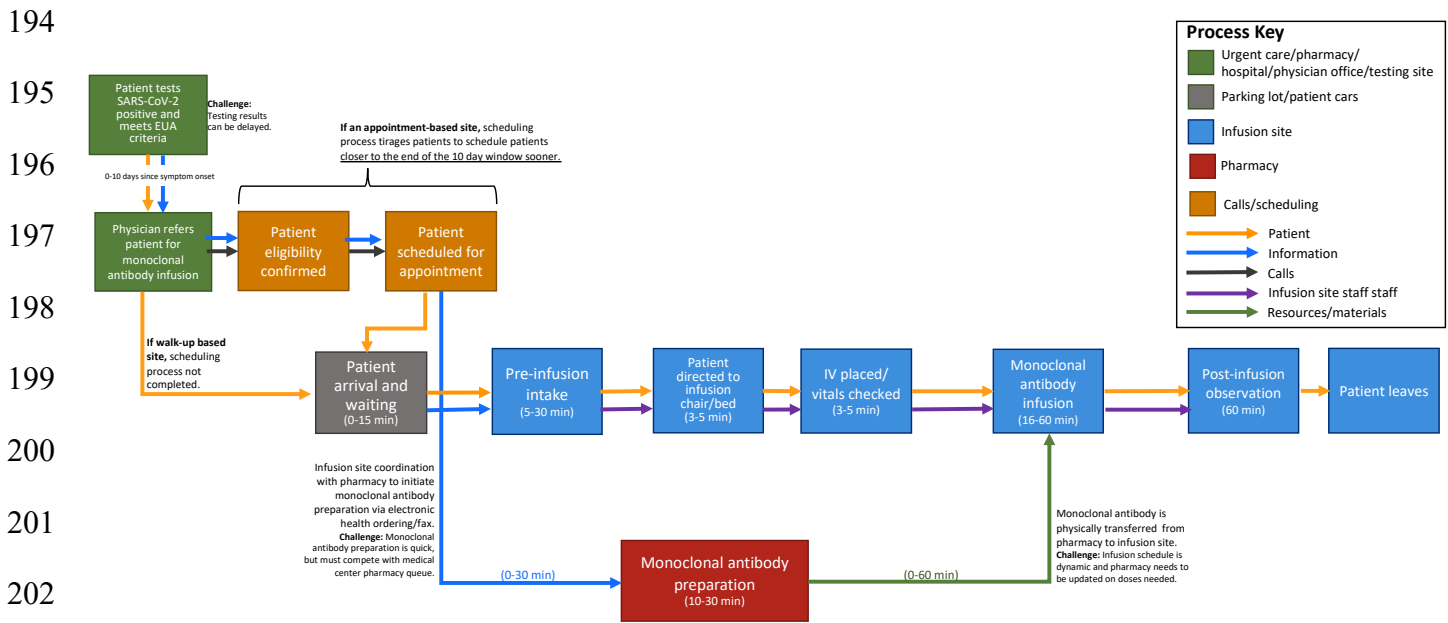 194
195
196
197
198
199
200
201
202
Process Key
Urgent care/pharmacy/
hospital/physician office/testing site
Parking lot/patient cars
Infusion site
Pharmacy
Calls/scheduling
Patient
Information
Calls
Infusion site staff staff
Resources/materials
Patient tests
SARS-CoV-2
positive and
meets EUA
criteria
Challenge:
Testing results
can be delayed.
If an appointment-based site, scheduling
process tirages patients to schedule patients
closer to the end of the 10 day window sooner.
0-10 days since symptom onset
Physician refers
patient for
monoclonal
antibody infusion
Patient
eligibility
confirmed
Patient
scheduled for
appointment
If walk-up based
site, scheduling
process not
completed.
Patient
arrival and
waiting
(0-15 min)
Pre-infusion
intake
(5-30 min)
Patient
directed to
infusion
chair/bed
(3-5 min)
IV placed/
vitals checked
(3-5 min)
Monoclonal
antibody
infusion
(16-60 min)
Post-infusion
observation
(60 min)
Patient leaves
Infusion site coordination
with pharmacy to initiate
monoclonal antibody
preparation via electronic
health ordering/fax.
Challenge: Monoclonal
antibody preparation is quick,
but must compete with medical
center pharmacy queue.
(0-30 min)
Monoclonal antibody
preparation
(10-30 min)
(0-60 min)
Monoclonal antibody is
physically transferred from
pharmacy to infusion site.
Challenge: Infusion schedule is
dynamic and pharmacy needs to
be updated on doses needed.